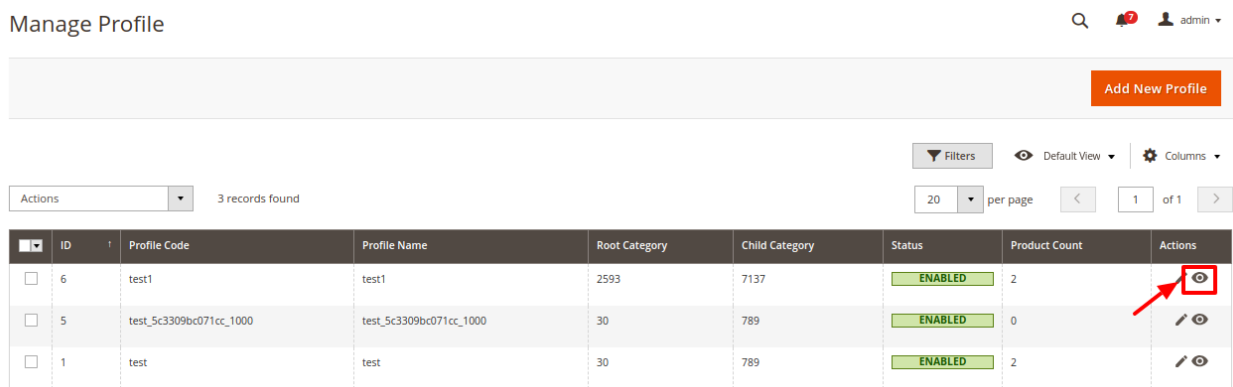 Manage Profile
7 admin
Add New Profile
Filters Default View Columns
Actions 3 records found 20 per page 1 of 1
ID ↑ Profile Code Profile Name Root Category Child Category Status Product Count Actions
6 test1 test1 2593 7137 ENABLED 2
5 test_5c3309bc071cc_1000 test_5c3309bc071cc_1000 30 789 ENABLED 0
1 test test 30 789 ENABLED 2